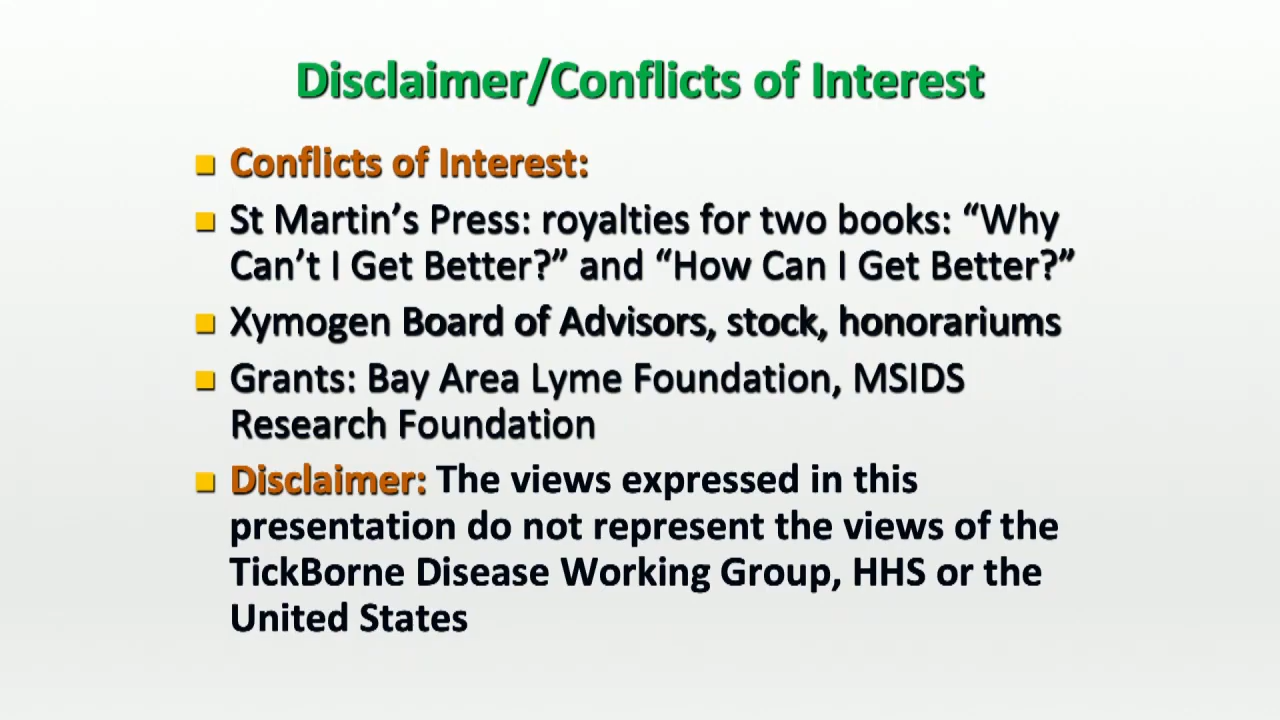 Disclaimer/Conflicts of Interest
Conflicts of Interest:
St Martin’s Press: royalties for two books: “Why
Can’t I Get Better?” and “How Can I Get Better?”
Xymogen Board of Advisors, stock, honorariums
Grants: Bay Area Lyme Foundation, MSIDS
Research Foundation
Disclaimer: The views expressed in this
presentation do not represent the views of the
TickBorne Disease Working Group, HHS or the
United States